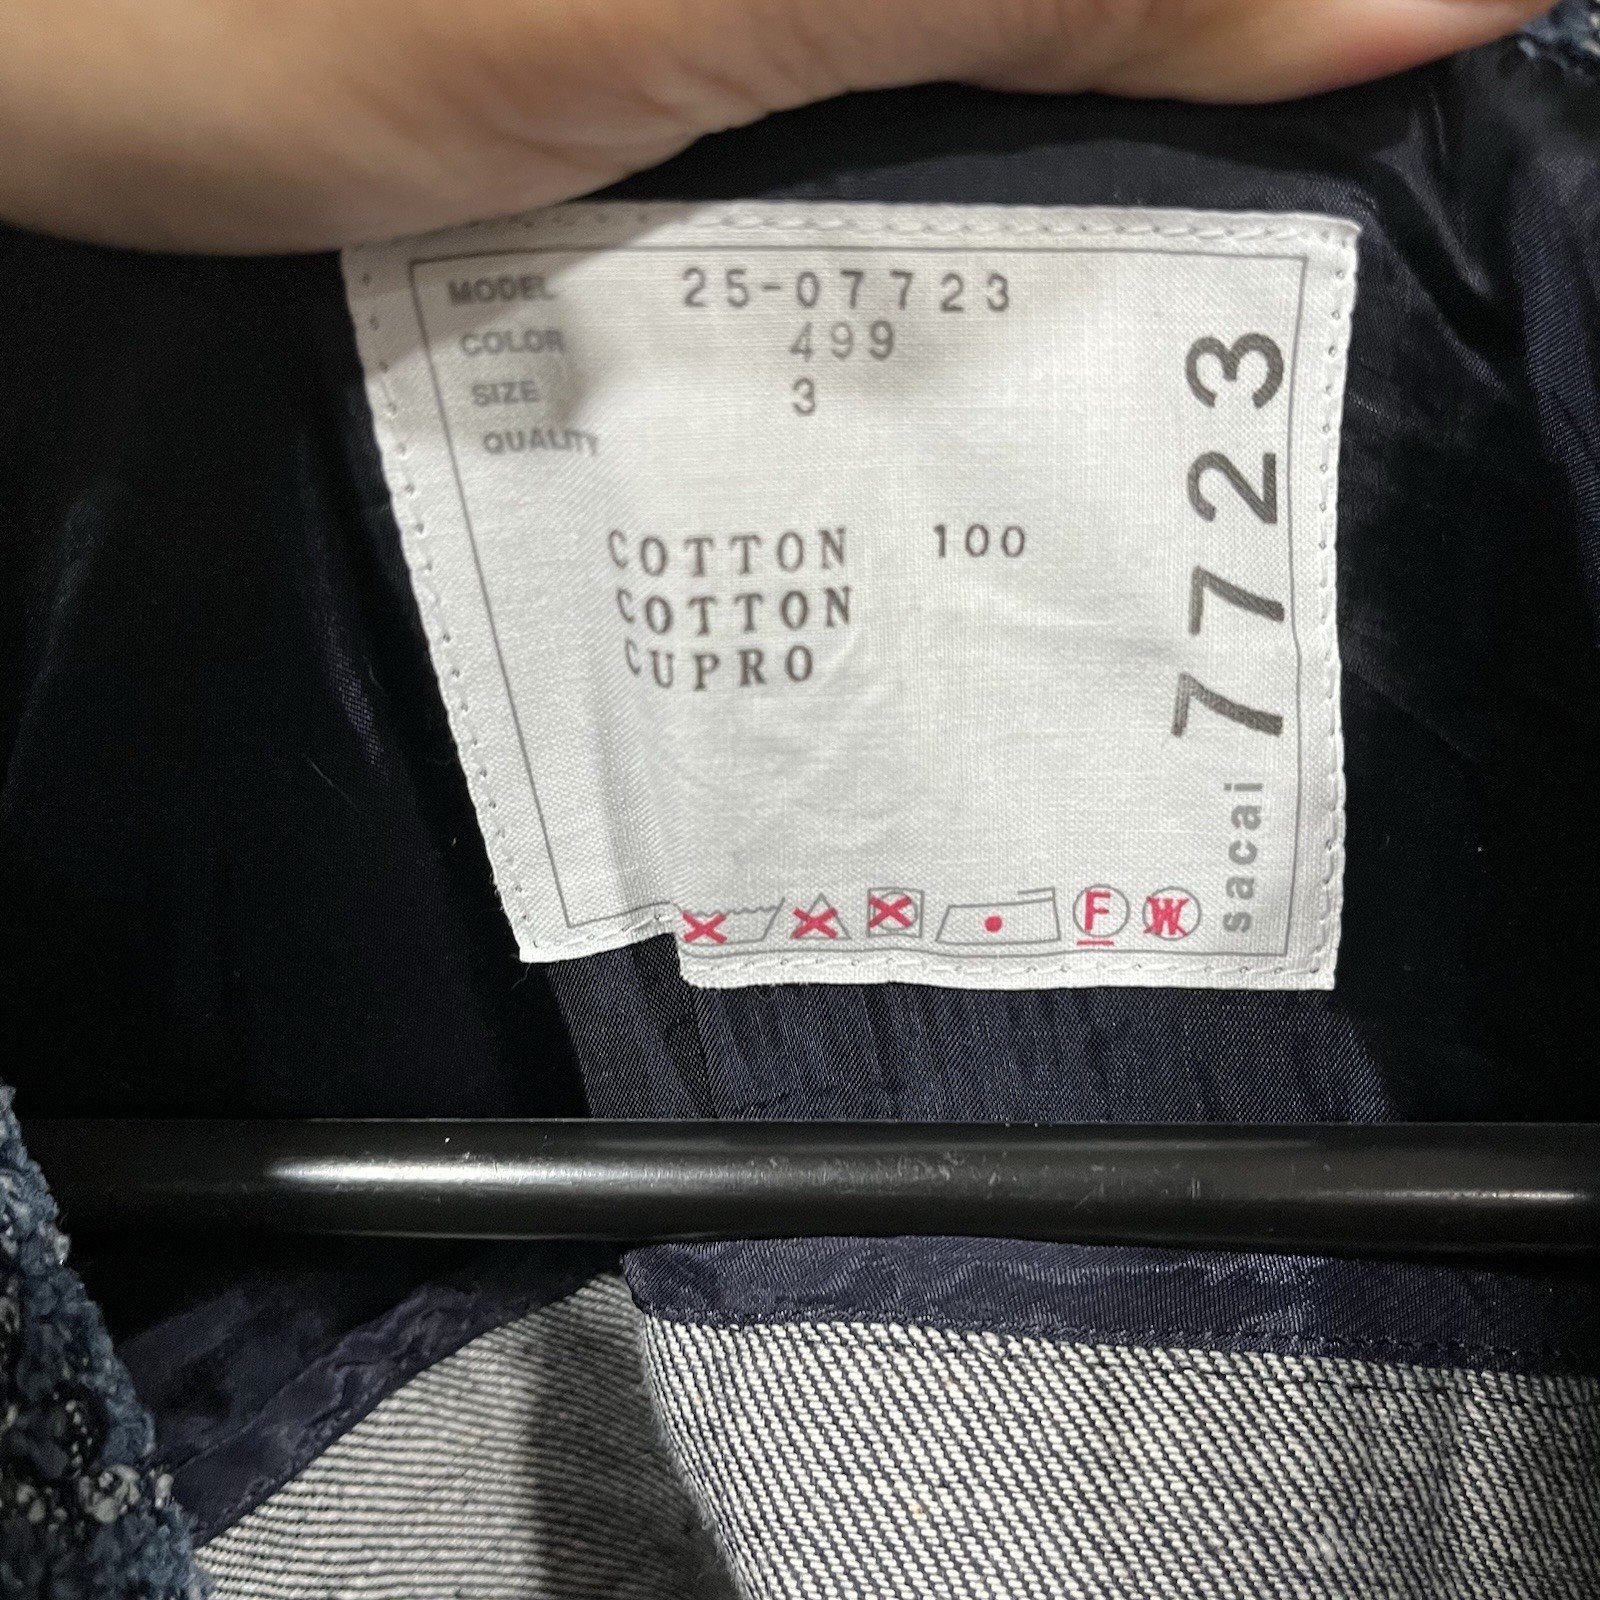 MODEL 25-07723
COLOR 499
SIZE 3
QUALITY
COTTON 100
COTTON
CUPRO
F
W
sacai 7723